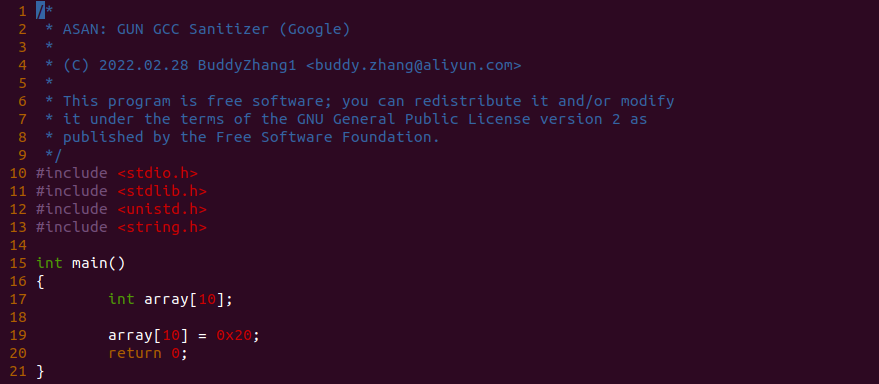 1 /*
2  * ASAN: GUN GCC Sanitizer (Google)
3  *
4  * (C) 2022.02.28 BuddyZhang1 <buddy.zhang@aliyun.com>
5  *
6  * This program is free software; you can redistribute it and/or modify
7  * it under the terms of the GNU General Public License version 2 as
8  * published by the Free Software Foundation.
9  */
10 #include <stdio.h>
11 #include <stdlib.h>
12 #include <unistd.h>
13 #include <string.h>
14
15 int main()
16 {
17         int array[10];
18
19         array[10] = 0x20;
20         return 0;
21 }